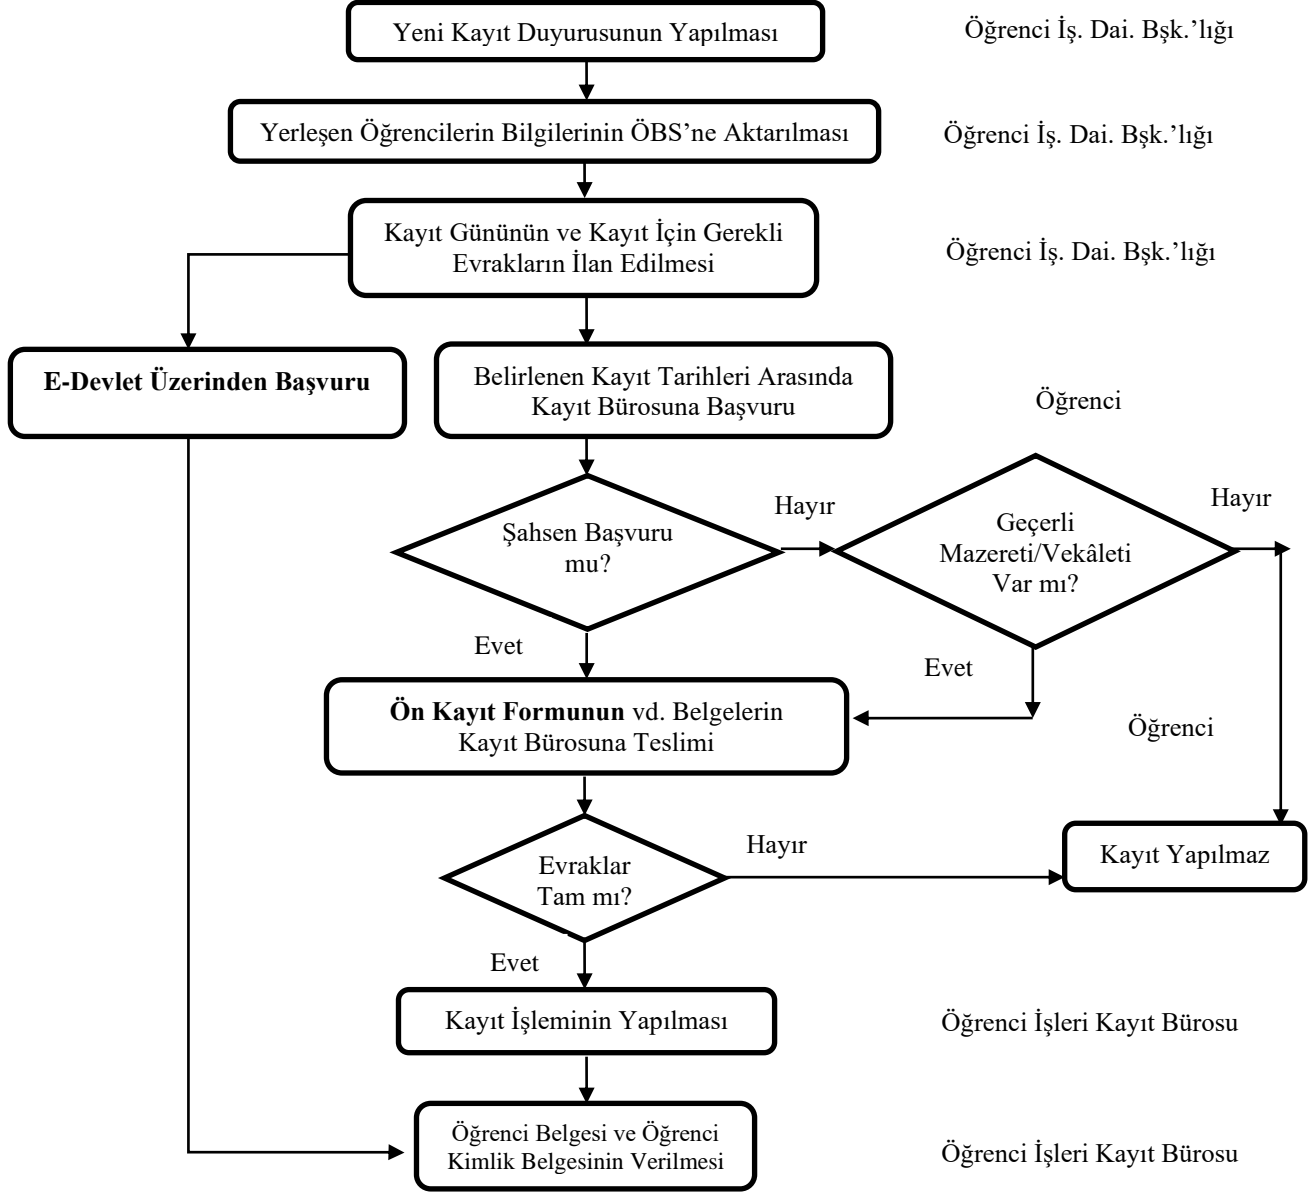 Yeni Kayıt Duyurusunun Yapılması
Öğrenci İş. Dai. Bşk.’lığı
Yerleşen Öğrencilerin Bilgilerinin ÖBS’ne Aktarılması
Öğrenci İş. Dai. Bşk.’lığı
Kayıt Gününün ve Kayıt İçin Gerekli
Evrakların İlan Edilmesi
Öğrenci İş. Dai. Bşk.’lığı
E-Devlet Üzerinden Başvuru
Belirlenen Kayıt Tarihleri Arasında
Kayıt Bürosuna Başvuru
Öğrenci
Şahsen Başvuru
mu?
Hayır
Geçerli
Mazereti/Vekâleti
Var mı?
Hayır
Evet
Evet
Ön Kayıt Formunun vd. Belgelerin
Kayıt Bürosuna Teslimi
Öğrenci
Evraklar
Tam mı?
Hayır
Kayıt Yapılmaz
Evet
Kayıt İşleminin Yapılması
Öğrenci İşleri Kayıt Bürosu
Öğrenci Belgesi ve Öğrenci
Kimlik Belgesinin Verilmesi
Öğrenci İşleri Kayıt Bürosu